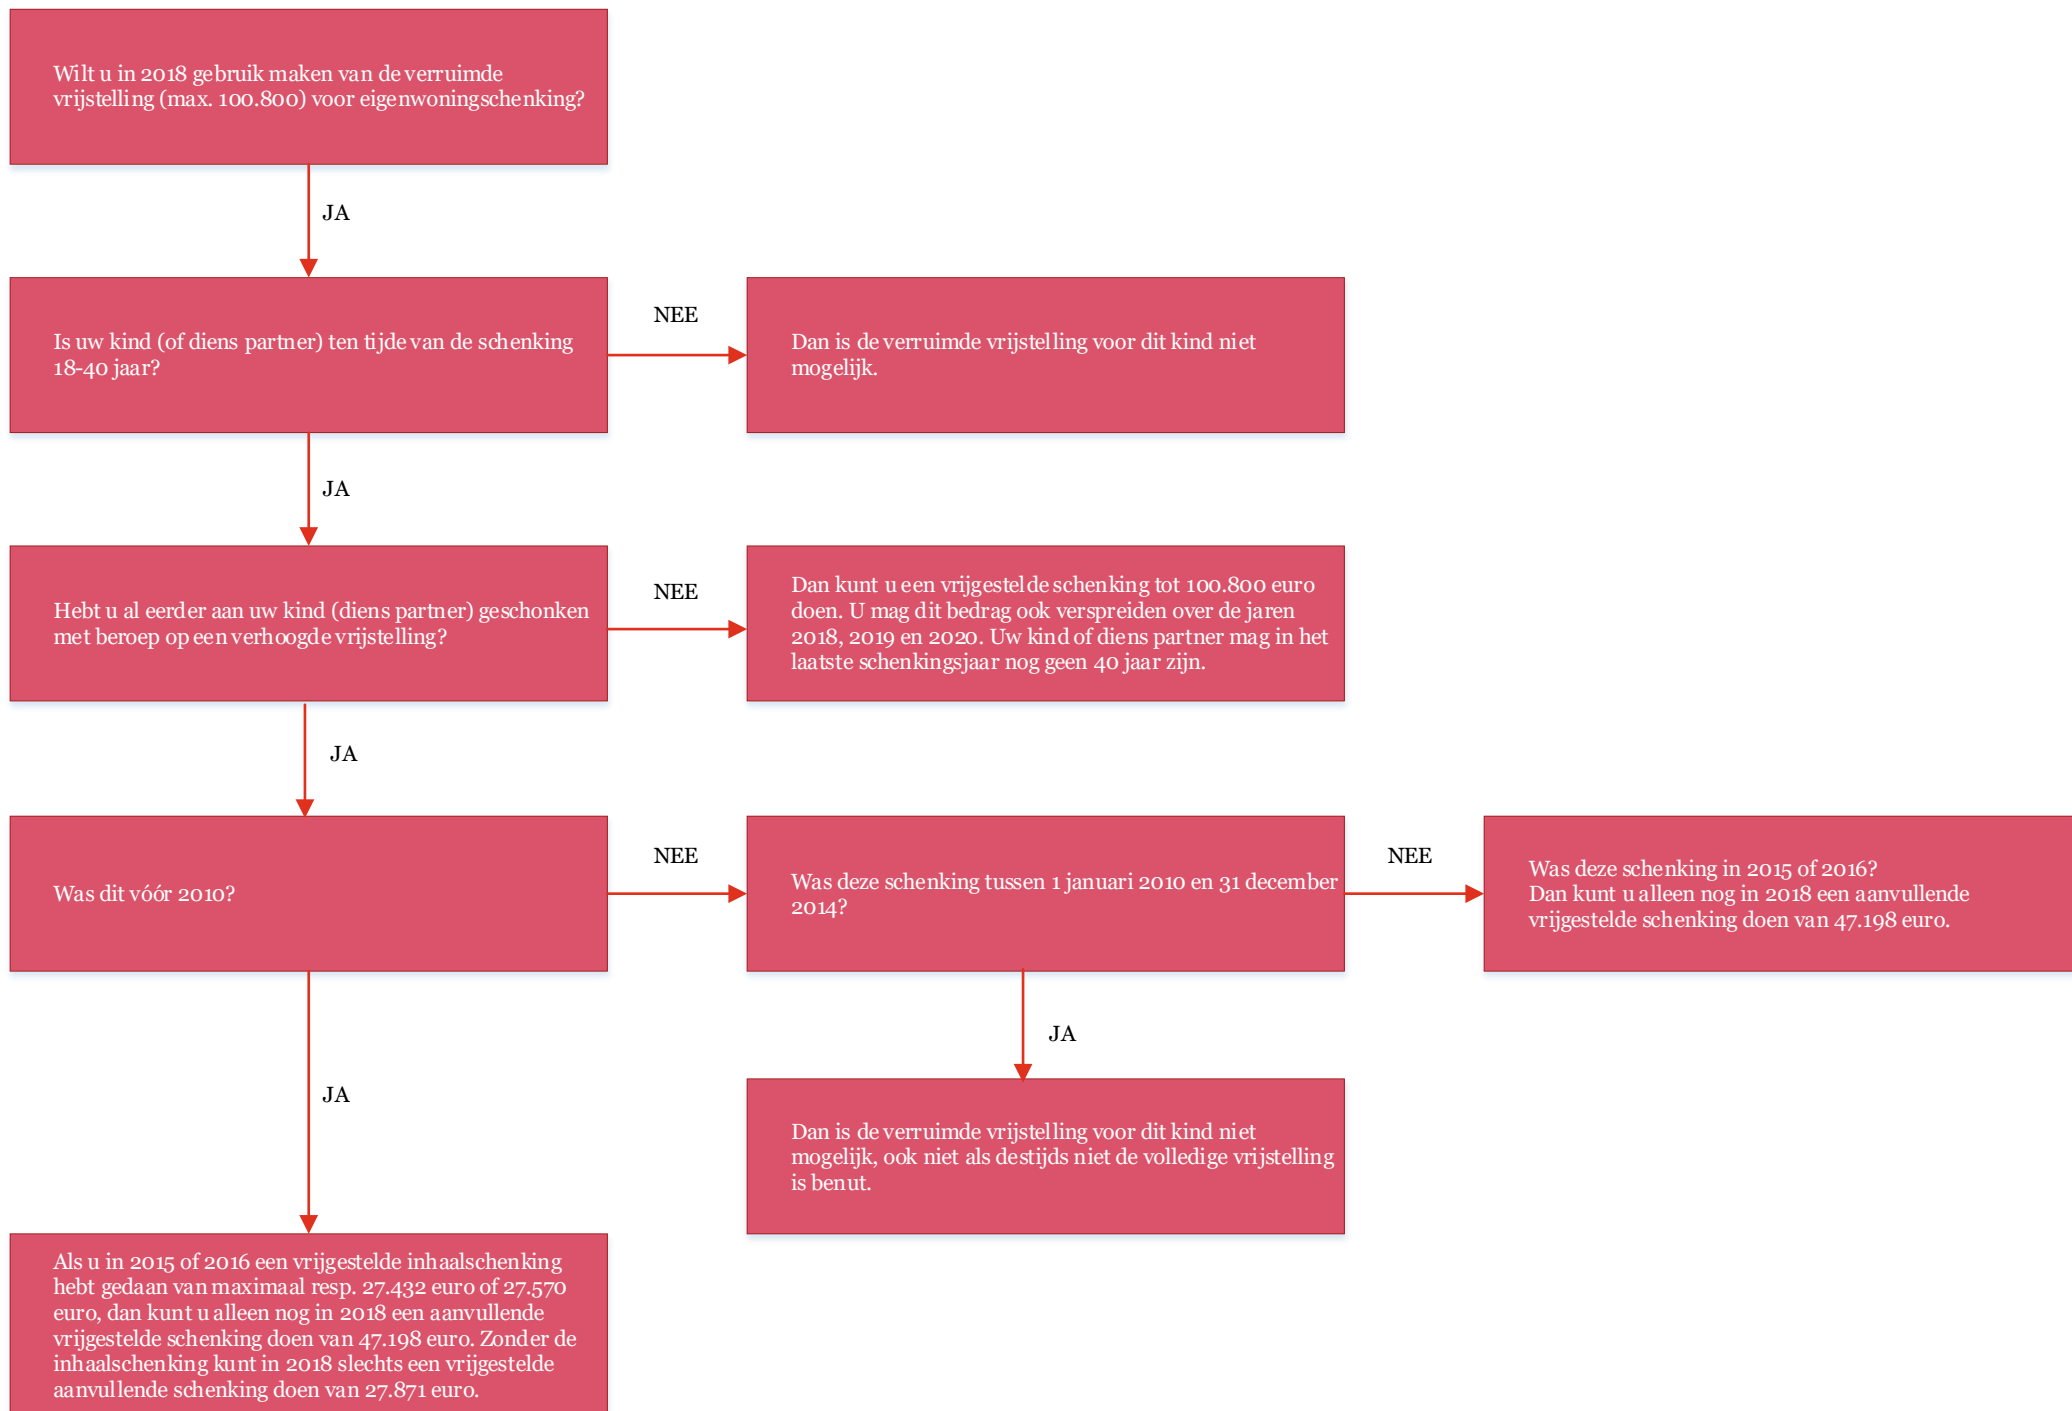 Wilt u in 2018 gebruik maken van de verruimde
vrijstelling (max. 100.800) voor eigenwoningschenking?
JA
Is uw kind (of diens partner) ten tijde van de schenking
18-40 jaar?
NEE
Dan is de verruimde vrijstelling voor dit kind niet
mogelijk.
JA
Hebt u al eerder aan uw kind (diens partner) geschonken
met beroep op een verhoogde vrijstelling?
NEE
Dan kunt u een vrijgestelde schenking tot 100.800 euro
doen. U mag dit bedrag ook verspreiden over de jaren
2018, 2019 en 2020. Uw kind of diens partner mag in het
laatste schenkingsjaar nog geen 40 jaar zijn.
JA
Was dit vóór 2010?
NEE
Was deze schenking tussen 1 januari 2010 en 31 december
2014?
NEE
Was deze schenking in 2015 of 2016?
Dan kunt u alleen nog in 2018 een aanvullende
vrijgestelde schenking doen van 47.198 euro.
JA
Dan is de verruimde vrijstelling voor dit kind niet
mogelijk, ook niet als destijds niet de volledige vrijstelling
is benut.
JA
Als u in 2015 of 2016 een vrijgestelde inhaalschenking
hebt gedaan van maximaal resp. 27.432 euro of 27.570
euro, dan kunt u alleen nog in 2018 een aanvullende
vrijgestelde schenking doen van 47.198 euro. Zonder de
inhaalschenking kunt in 2018 slechts een vrijgestelde
aanvullende schenking doen van 27.871 euro.